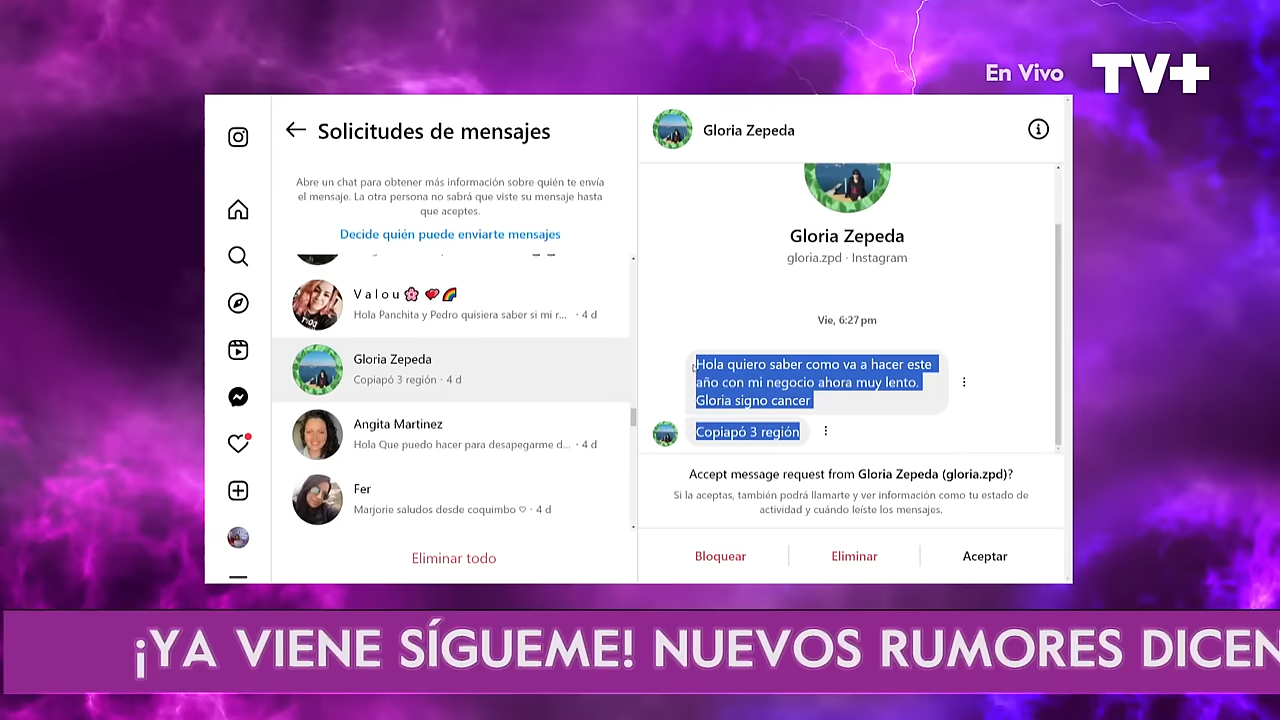 En Vivo TV+
Solicitudes de mensajes
Abre un chat para obtener más información sobre quién te envía
el mensaje. La otra persona no sabrá que viste su mensaje hasta
que aceptes.
Decide quién puede enviarte mensajes
V a l o u
Hola Panchita y Pedro quisiera saber si mi r... · 4 d
Gloria Zepeda
Copiapó 3 región · 4 d
Angita Martinez
Hola Que puedo hacer para desapegarme d... · 4 d
Fer
Marjorie saludos desde coquimbo ♡ · 4 d
Eliminar todo
Gloria Zepeda
Gloria Zepeda
gloria.zpd · Instagram
Vie, 6:27 pm
Hola quiero saber como va a hacer este
año con mi negocio ahora muy lento.
Gloria signo cancer
Copiapó 3 región
Accept message request from Gloria Zepeda (gloria.zpd)?
Si la aceptas, también podrá llamarte y ver información como tu estado de
actividad y cuándo leíste los mensajes.
Bloquear Eliminar Aceptar
¡YA VIENE SÍGUEME! NUEVOS RUMORES DICEN